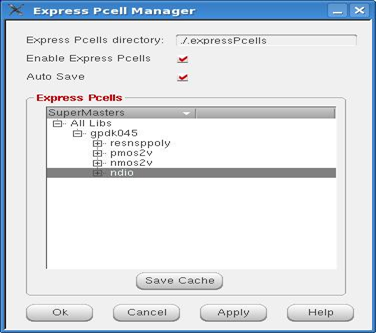 Express Pcell Manager
Express Pcells directory: ./.expressPcells
Enable Express Pcells
Auto Save
Express Pcells
SuperMasters
All Libs
gpdk045
resnsppoly
pmos2v
nmos2v
ndio
Save Cache
Ok Cancel Apply Help